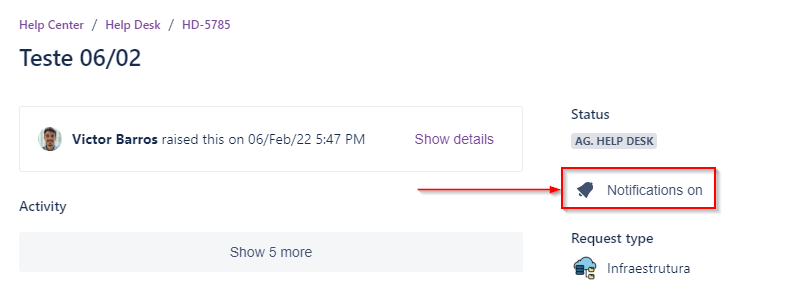 Help Center / Help Desk / HD-5785
Teste 06/02
Victor Barros raised this on 06/Feb/22 5:47 PM
Show details
Activity
Show 5 more
Status
AG. HELP DESK
Notifications on
Request type
Infraestrutura